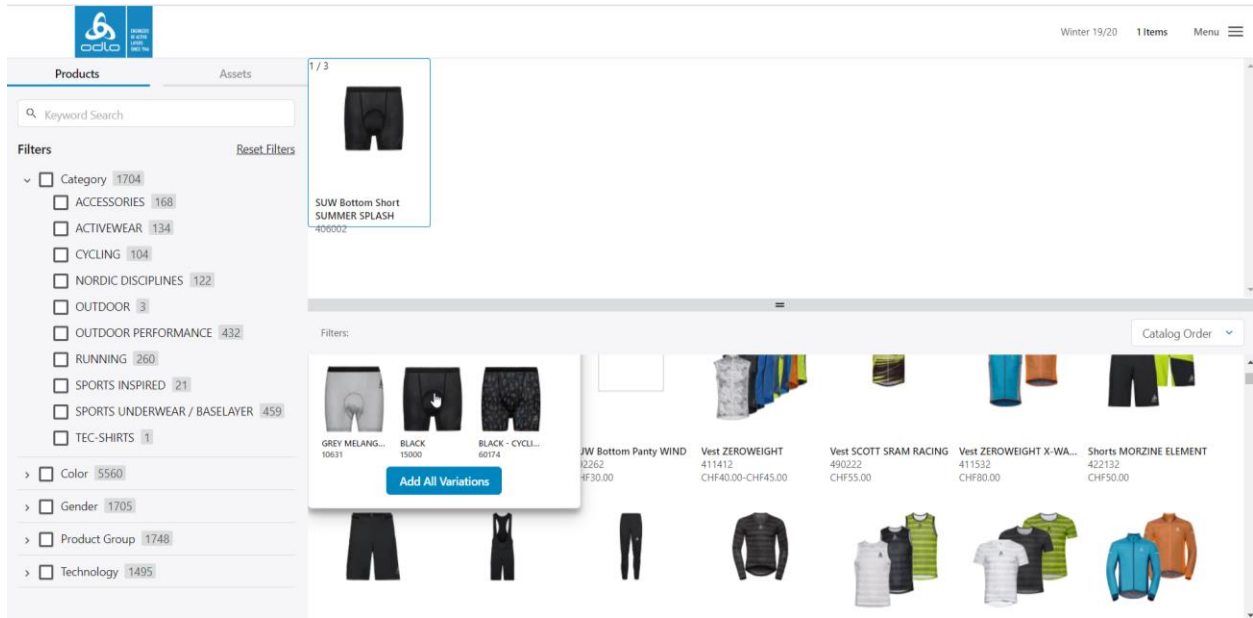 odlo
Winter 19/20
1 Items
Menu
Products
Assets
Keyword Search
Filters
Reset Filters
Category 1704
ACCESSORIES 168
ACTIVEWEAR 134
CYCLING 104
NORDIC DISCIPLINES 122
OUTDOOR 3
OUTDOOR PERFORMANCE 432
RUNNING 260
SPORTS INSPIRED 21
SPORTS UNDERWEAR / BASELAYER 459
TEC-SHIRTS 1
Color 5560
Gender 1705
Product Group 1748
Technology 1495
1 / 3
SUW Bottom Short
SUMMER SPLASH
406002
Filters:
Catalog Order
GREY MELANG...
10631
BLACK
15000
BLACK - CYCLI...
60174
Add All Variations
Bottom Panty WIND
2262
CHF30.00
Vest ZEROWEIGHT
411412
CHF40.00-CHF45.00
Vest SCOTT SRAM RACING
490222
CHF55.00
Vest ZEROWEIGHT X-WA...
411532
CHF80.00
Shorts MORZINE ELEMENT
422132
CHF50.00